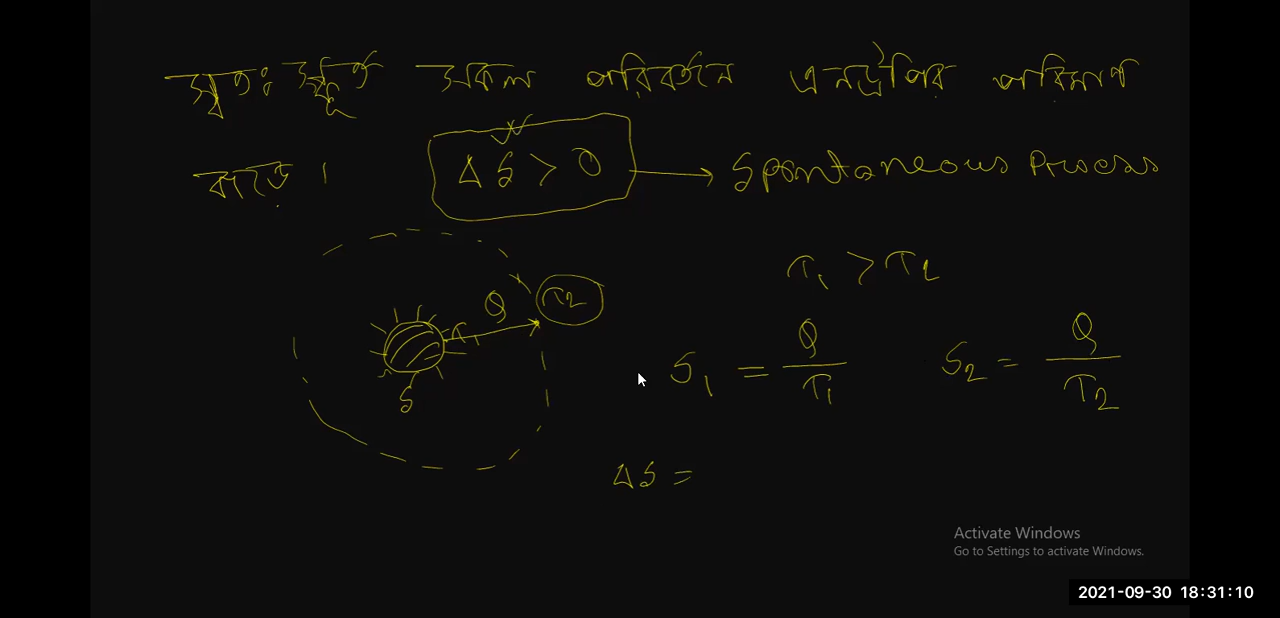 স্বতঃস্ফূর্ত সকল পরিবর্তনে এনট্রপির পরিমাণ
বাড়ে । ΔS > 0 → Spontaneous Process
T₁ > T₂
Q T₂
T₁
S
S₁ = Q/T₁ S₂ = Q/T₂
ΔS =
Activate Windows
Go to Settings to activate Windows.
2021-09-30 18:31:10